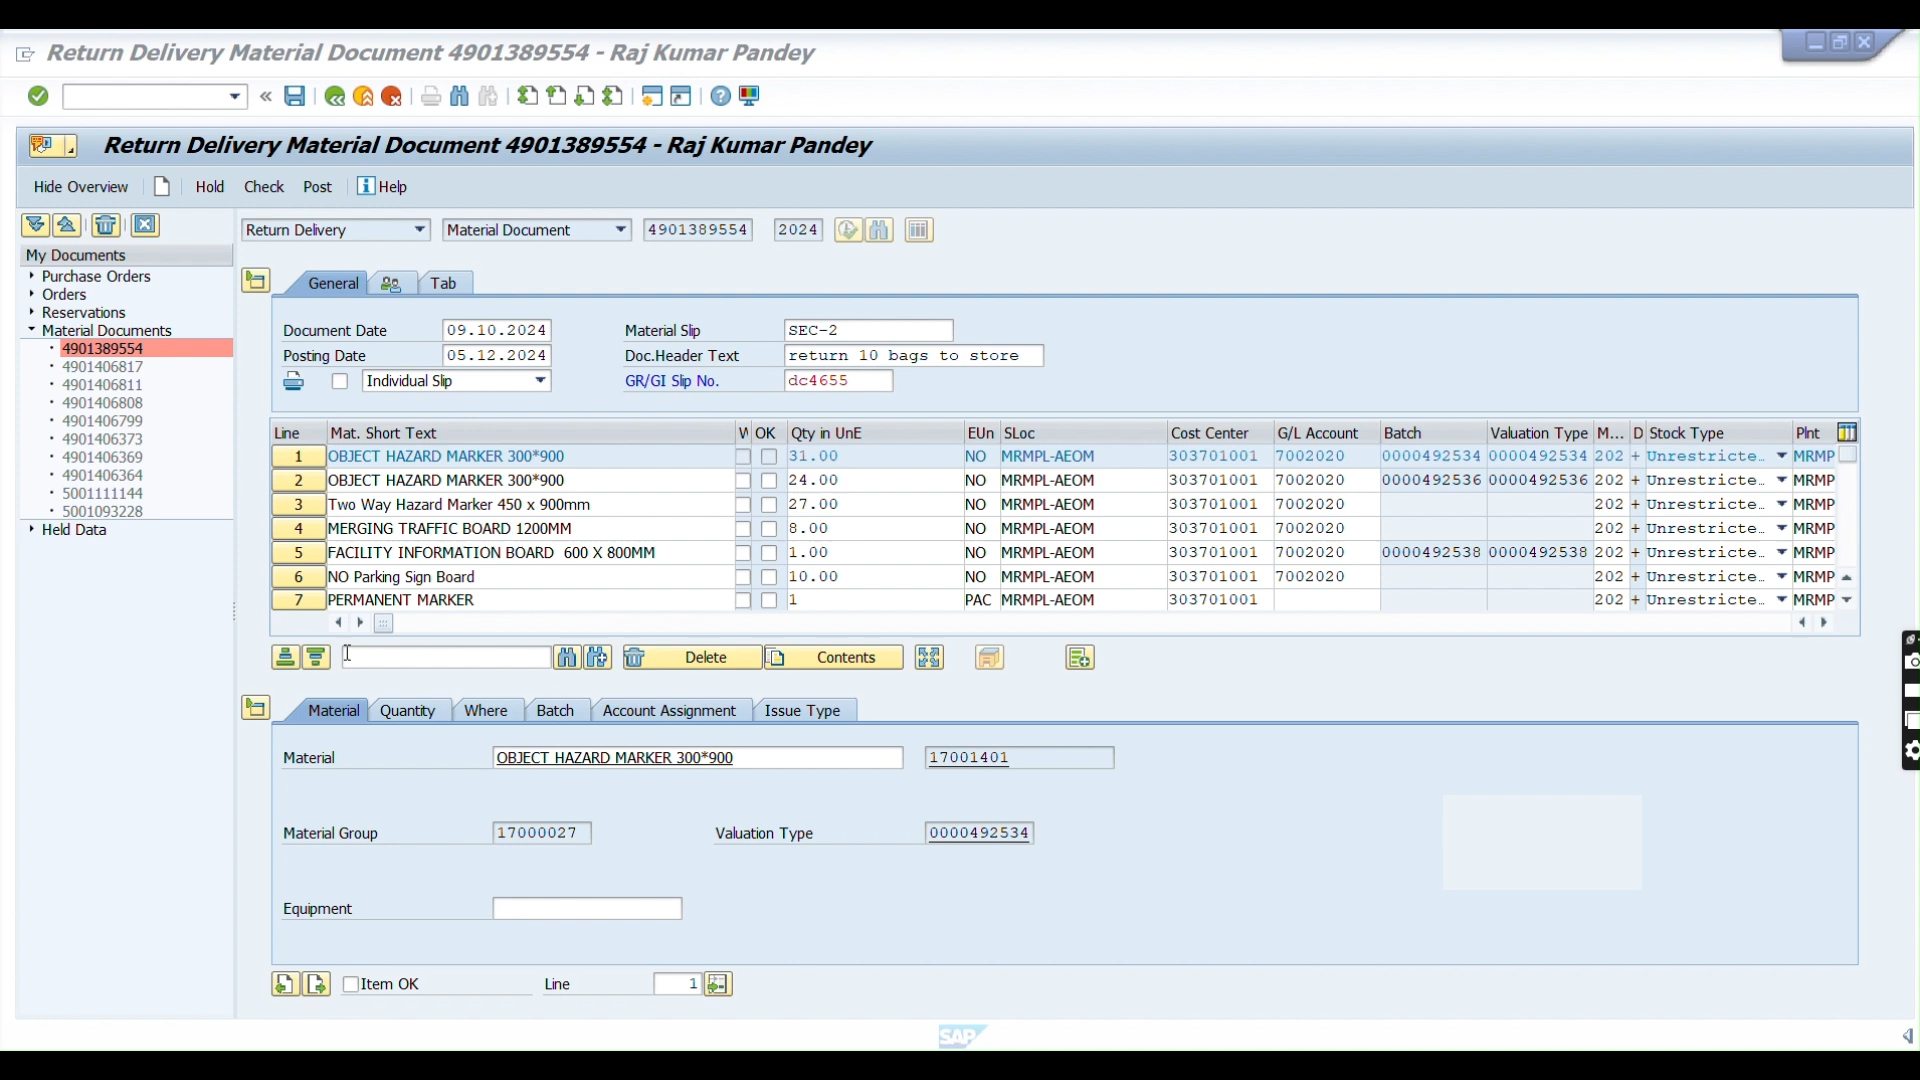 Return Delivery Material Document 4901389554 - Raj Kumar Pandey
Return Delivery Material Document 4901389554 - Raj Kumar Pandey
Hide Overview Hold Check Post Help
Return Delivery Material Document 4901389554 2024
My Documents
Purchase Orders
Orders
Reservations
Material Documents
4901389554
4901406817
4901406811
4901406808
4901406799
4901406373
4901406369
4901406364
5001111144
5001093228
Held Data
General Tab
Document Date 09.10.2024 Material Slip SEC-2
Posting Date 05.12.2024 Doc.Header Text return 10 bags to store
Individual Slip GR/GI Slip No. dc4655
Line Mat. Short Text OK Qty in UnE EUn SLoc Cost Center G/L Account Batch Valuation Type M... D Stock Type Plnt
1 OBJECT HAZARD MARKER 300*900 31.00 NO MRMPL-AEOM 303701001 7002020 0000492534 0000492534 202 + Unrestricte… MRMP
2 OBJECT HAZARD MARKER 300*900 24.00 NO MRMPL-AEOM 303701001 7002020 0000492536 0000492536 202 + Unrestricte… MRMP
3 Two Way Hazard Marker 450 x 900mm 27.00 NO MRMPL-AEOM 303701001 7002020 202 + Unrestricte… MRMP
4 MERGING TRAFFIC BOARD 1200MM 8.00 NO MRMPL-AEOM 303701001 7002020 202 + Unrestricte… MRMP
5 FACILITY INFORMATION BOARD 600 X 800MM 1.00 NO MRMPL-AEOM 303701001 7002020 0000492538 0000492538 202 + Unrestricte… MRMP
6 NO Parking Sign Board 10.00 NO MRMPL-AEOM 303701001 7002020 202 + Unrestricte… MRMP
7 PERMANENT MARKER 1 PAC MRMPL-AEOM 303701001 202 + Unrestricte… MRMP
Delete Contents
Material Quantity Where Batch Account Assignment Issue Type
Material OBJECT HAZARD MARKER 300*900 17001401
Material Group 17000027 Valuation Type 0000492534
Equipment
Item OK Line 1
SAP